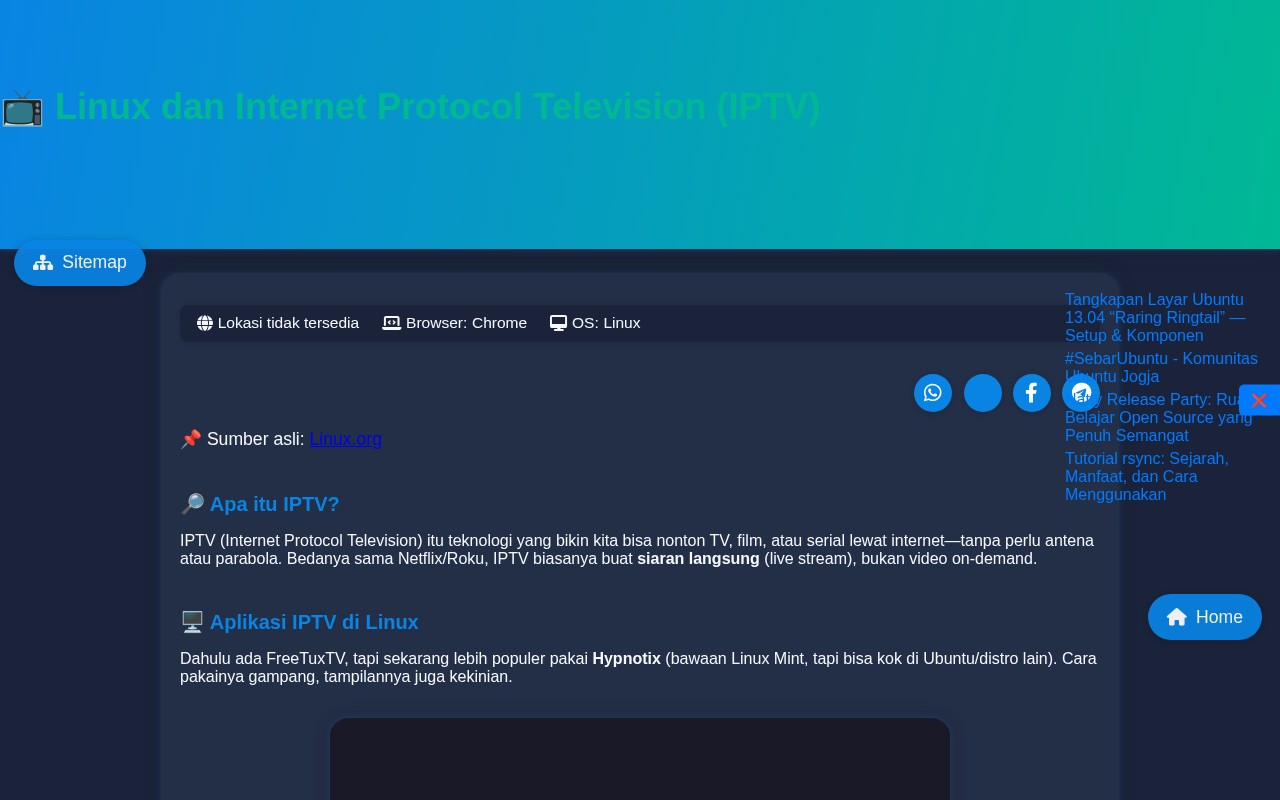 📺 Linux dan Internet Protocol Television (IPTV)
Sitemap
Lokasi tidak tersedia
Browser: Chrome
OS: Linux
📌 Sumber asli: Linux.org
🔎 Apa itu IPTV?
IPTV (Internet Protocol Television) itu teknologi yang bikin kita bisa nonton TV, film, atau serial lewat internet—tanpa perlu antena
atau parabola. Bedanya sama Netflix/Roku, IPTV biasanya buat siaran langsung (live stream), bukan video on-demand.
🖥️ Aplikasi IPTV di Linux
Dahulu ada FreeTuxTV, tapi sekarang lebih populer pakai Hypnotix (bawaan Linux Mint, tapi bisa kok di Ubuntu/distro lain). Cara
pakainya gampang, tampilannya juga kekinian.
Tangkapan Layar Ubuntu
13.04 “Raring Ringtail” —
Setup & Komponen
#SebarUbuntu - Komunitas
Ubuntu Jogja
Release Party:
Belajar Open Source yang
Penuh Semangat
Tutorial rsync: Sejarah,
Manfaat, dan Cara
Menggunakan
Home